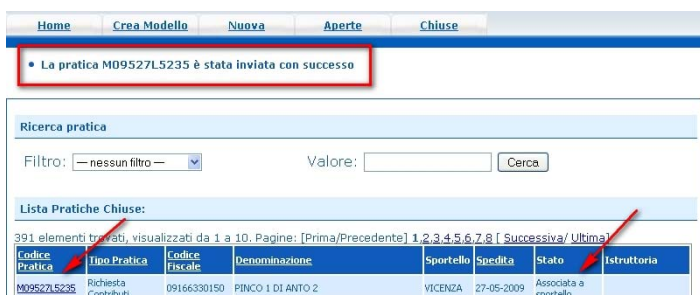 Home Crea Modello Nuova Aperte Chiuse
• La pratica M09527L5235 è stata inviata con successo
Ricerca pratica
Filtro: — nessun filtro — Valore: Cerca
Lista Pratiche Chiuse:
391 elementi trovati, visualizzati da 1 a 10. Pagine: [Prima/Precedente] 1,2,3,4,5,6,7,8 [ Successiva/ Ultima]
Codice Pratica Tipo Pratica Codice Fiscale Denominazione Sportello Spedita Stato Istruttoria
M09527L5235 Richiesta Contributi 09166330150 PINCO 1 DI ANTO 2 VICENZA 27-05-2009 Associata a sportello